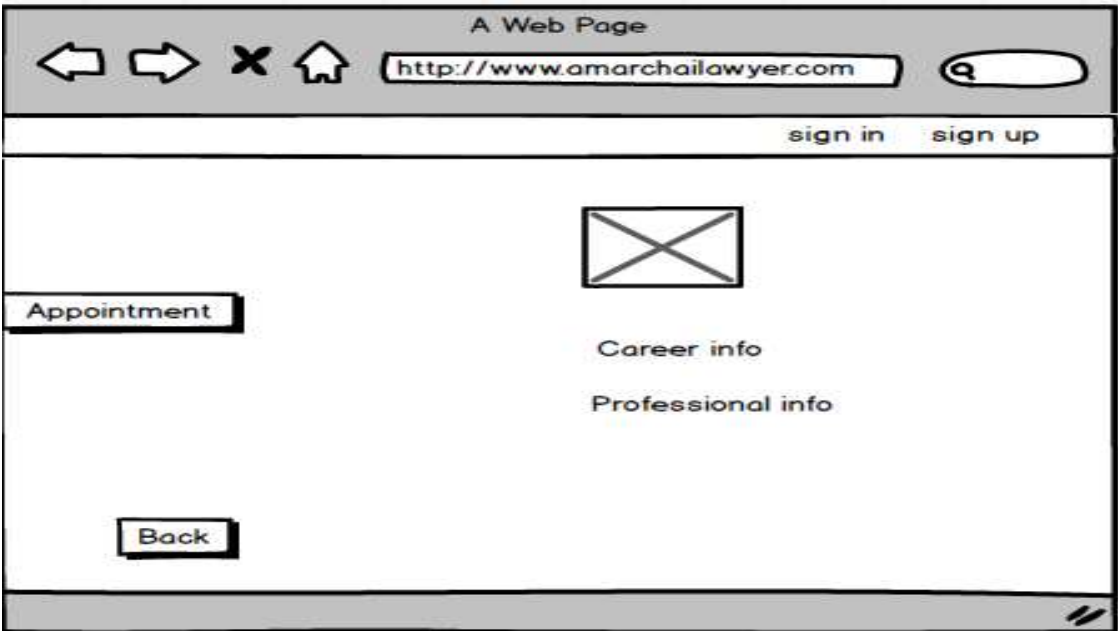 A Web Page
http://www.amarchailawyer.com
sign in sign up
Appointment
Career info
Professional info
Back